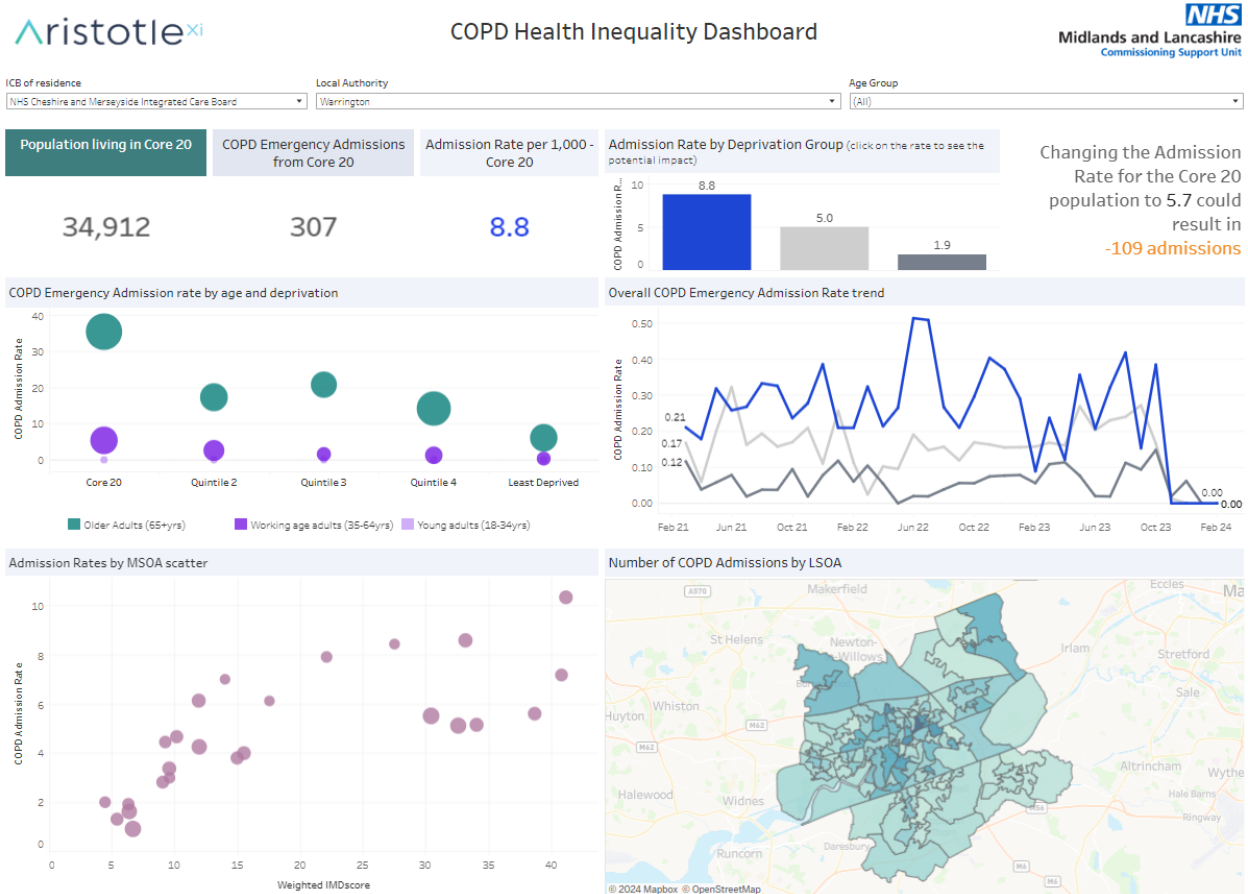 Aristotle xi
COPD Health Inequality Dashboard
NHS
Midlands and Lancashire
Commissioning Support Unit
ICB of residence
NHS Cheshire and Merseyside Integrated Care Board
Local Authority
Warrington
Age Group
(All)
Population living in Core 20
34,912
COPD Emergency Admissions
from Core 20
307
Admission Rate per 1,000 -
Core 20
8.8
Admission Rate by Deprivation Group (click on the rate to see the
potential impact)
COPD Admission R...
10
5
0
8.8
5.0
1.9
Changing the Admission
Rate for the Core 20
population to 5.7 could
result in
-109 admissions
COPD Emergency Admission rate by age and deprivation
COPD Admission Rate
40
30
20
10
0
Core 20 Quintile 2 Quintile 3 Quintile 4 Least Deprived
Older Adults (65+yrs) Working age adults (35-64yrs) Young adults (18-34yrs)
Overall COPD Emergency Admission Rate trend
COPD Admission Rate
0.50
0.40
0.30
0.20
0.10
0.00
0.21
0.17
0.12
0.00
0.00
Feb 21 Jun 21 Oct 21 Feb 22 Jun 22 Oct 22 Feb 23 Jun 23 Oct 23 Feb 24
Admission Rates by MSOA scatter
COPD Admission Rate
10
8
6
4
2
0
0 5 10 15 20 25 30 35 40
Weighted IMDscore
Number of COPD Admissions by LSOA
A570
Makerfield
Eccles
Ma
St Helens
Newton-
-Willows
Irlam
Stretford
Sale
Whiston
Huyton
M62
M62
Altrincham
Wythe
Halewood
Widnes
Hale Barns
M56
Ringway
Runcorn
Daresbury
M6
M6
© 2024 Mapbox © OpenStreetMap